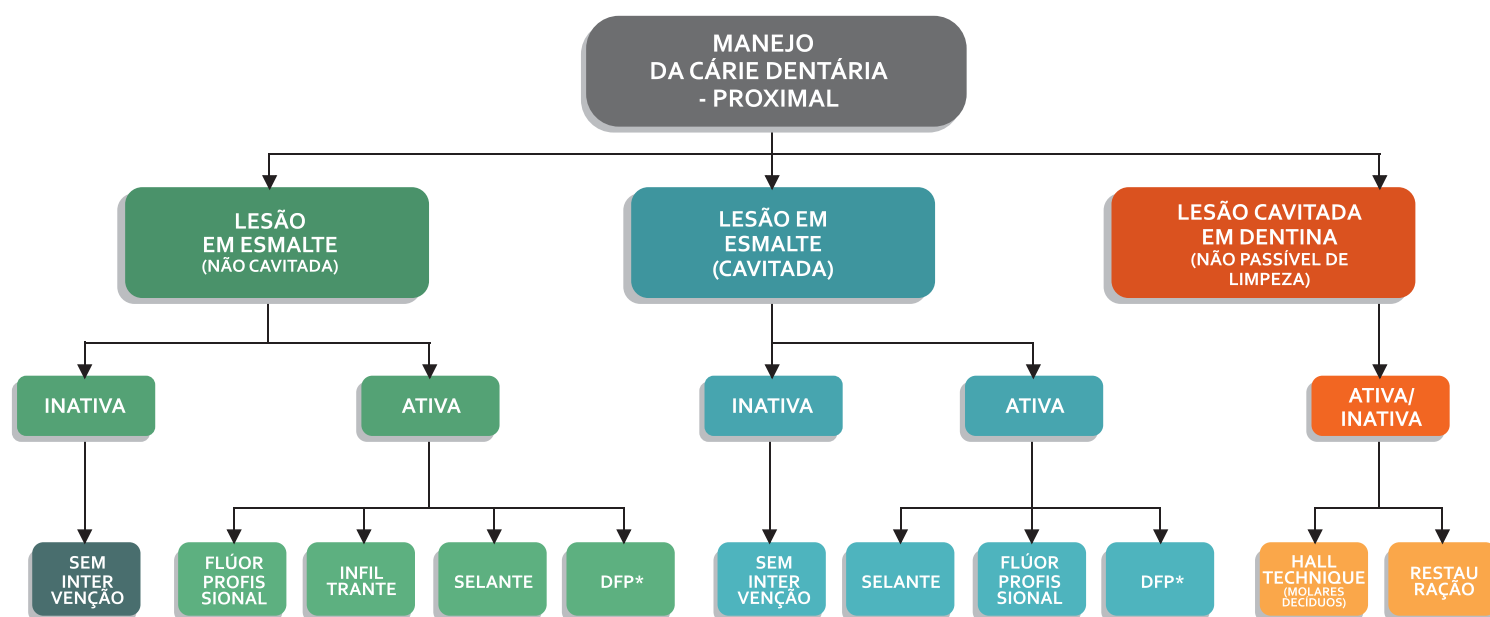 MANEJO
DA CÁRIE DENTÁRIA
- PROXIMAL
LESÃO
EM ESMALTE
(NÃO CAVITADA)
LESÃO EM
ESMALTE
(CAVITADA)
LESÃO CAVITADA
EM DENTINA
(NÃO PASSÍVEL DE
LIMPEZA)
INATIVA
ATIVA
INATIVA
ATIVA
ATIVA/
INATIVA
SEM
INTER
VENÇÃO
FLÚOR
PROFIS
SIONAL
INFIL
TRANTE
SELANTE
DFP*
SEM
INTER
VENÇÃO
SELANTE
FLÚOR
PROFIS
SIONAL
DFP*
HALL
TECHNIQUE
(MOLARES
DECÍDUOS)
RESTAU
RAÇÃO